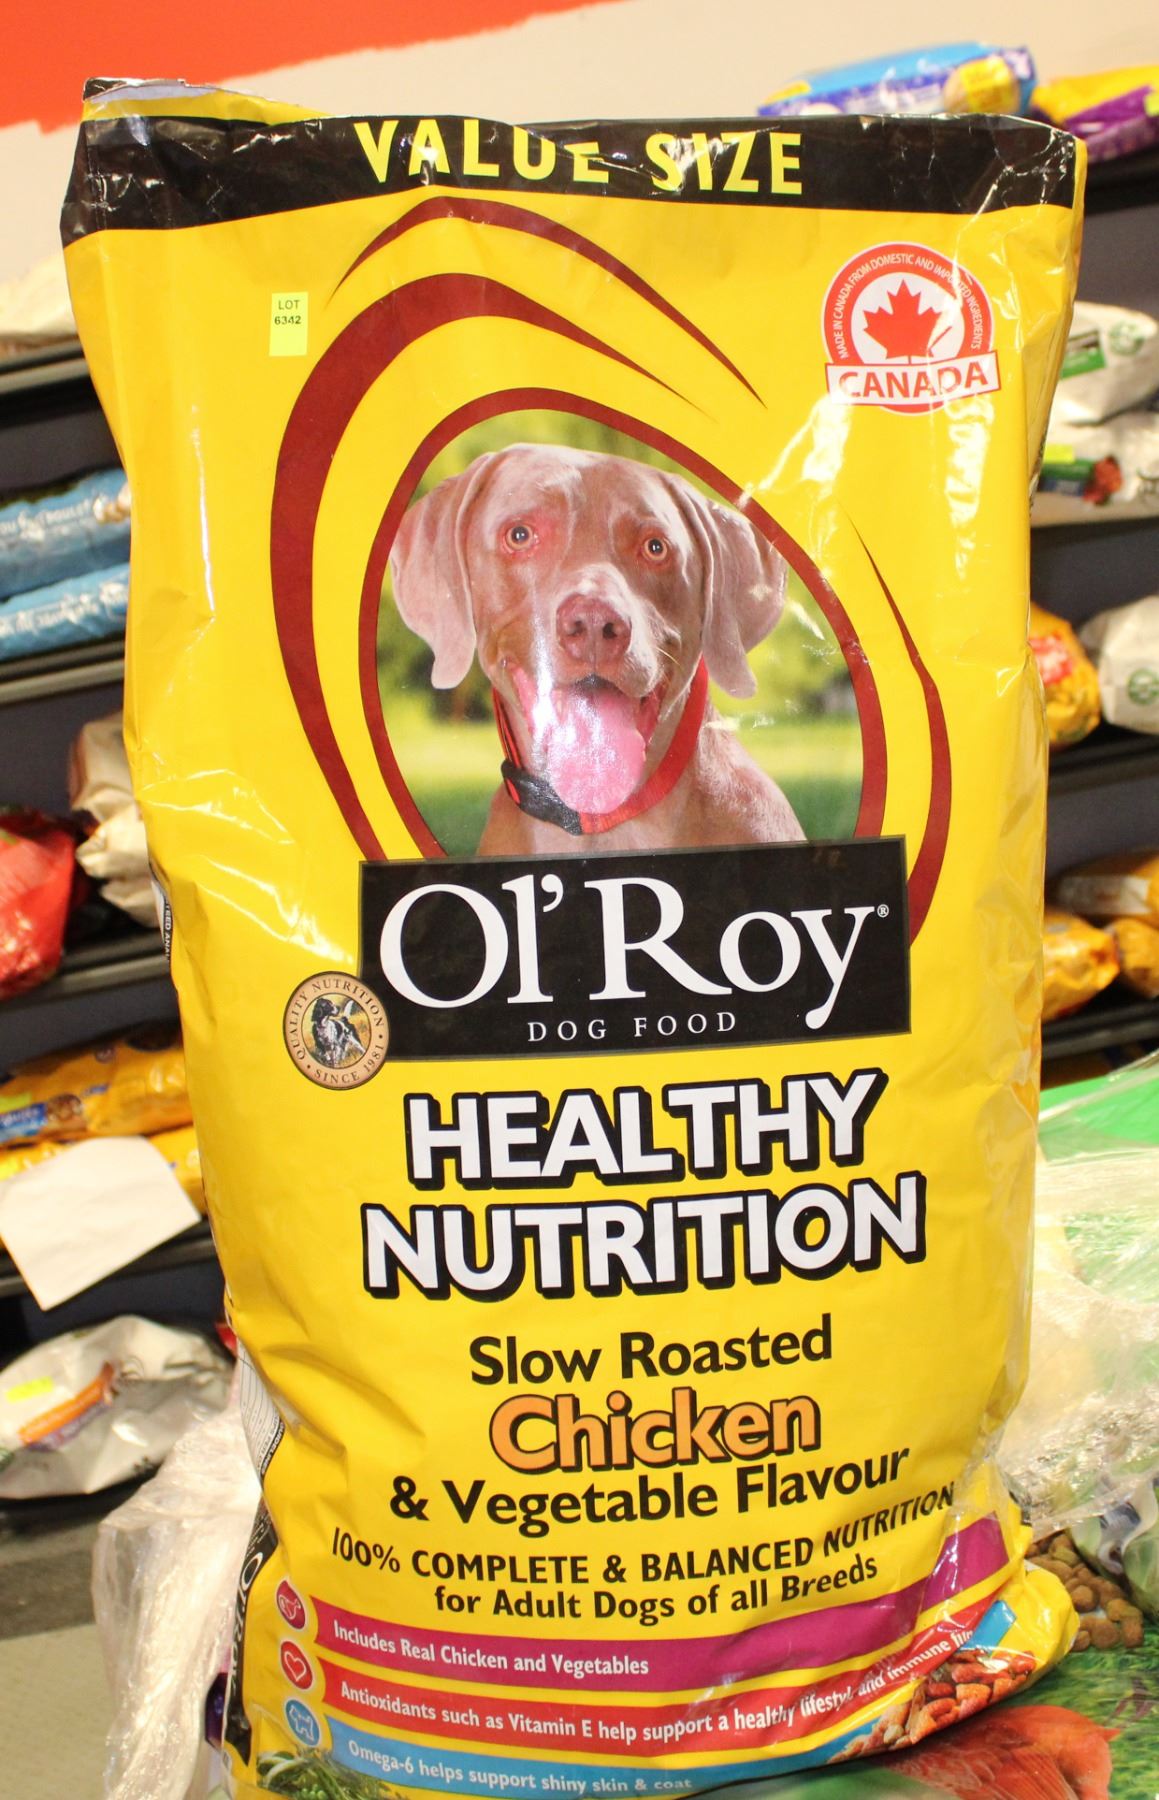 VALUE SIZE
LOT
6342
MADE IN CANADA FROM DOMESTIC AND IMPORTED INGREDIENTS
CANADA
Ol' Roy®
DOG FOOD
QUALITY NUTRITION
SINCE 1981
HEALTHY
NUTRITION
Slow Roasted
Chicken
& Vegetable Flavour
100% COMPLETE & BALANCED NUTRITION
for Adult Dogs of all Breeds
Includes Real Chicken and Vegetables
Antioxidants such as Vitamin E help support a healthy lifestyle and immune
Omega-6 helps support shiny skin & coat